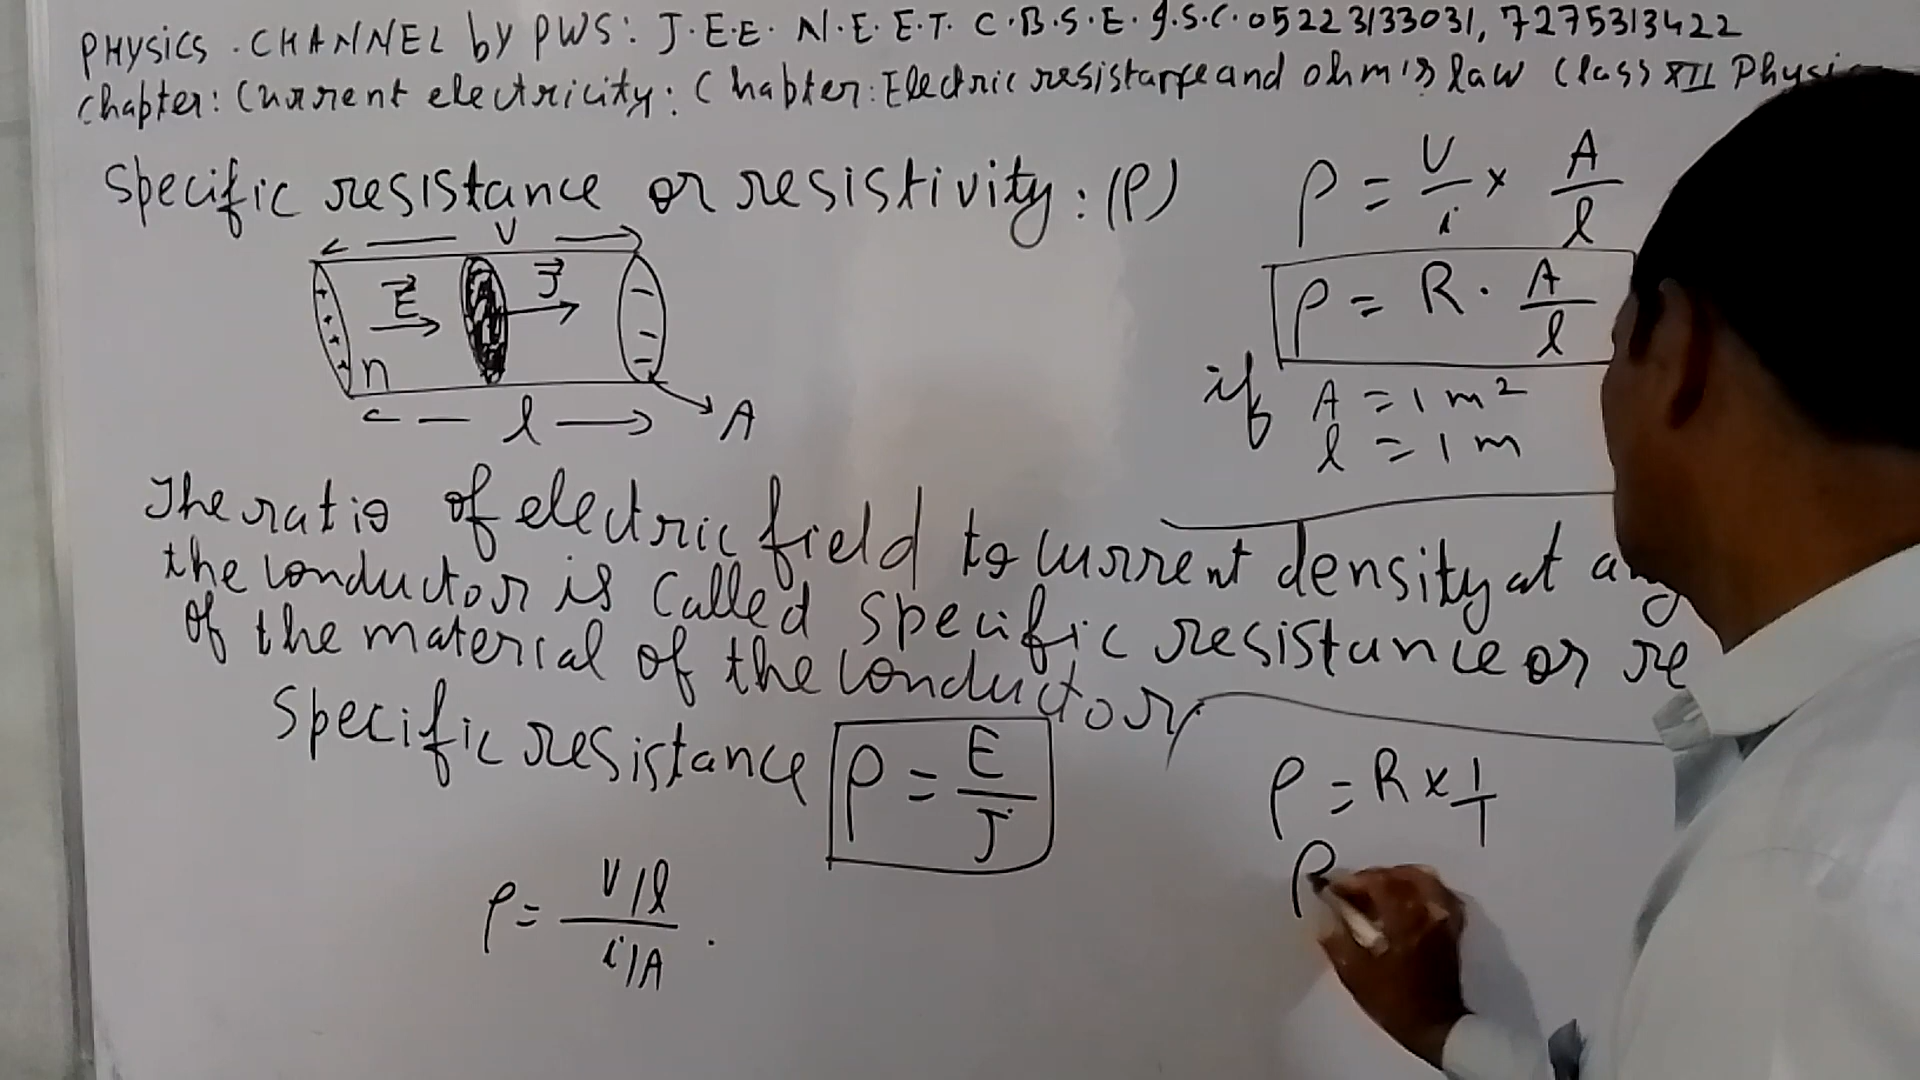 PHYSICS . CHANNEL by PWS: J.E.E. N.E.E.T. C.B.S.E. I.S.C. 05223133031, 7275313422
Chapter: Current electricity: Chapter: Electric resistance and ohm's law Class XII Physi
Specific resistance or resistivity: (ρ)
V
E⃗ J⃗
n
l
A
The ratio of electric field to current density at
the conductor is called specific resistance or re
of the material of the conductor
Specific resistance ρ = E/J
ρ = V/l / i/A .
ρ = V/i × A/l
ρ = R · A/l
if A = 1 m²
l = 1 m
ρ = R × 1/1
ρ